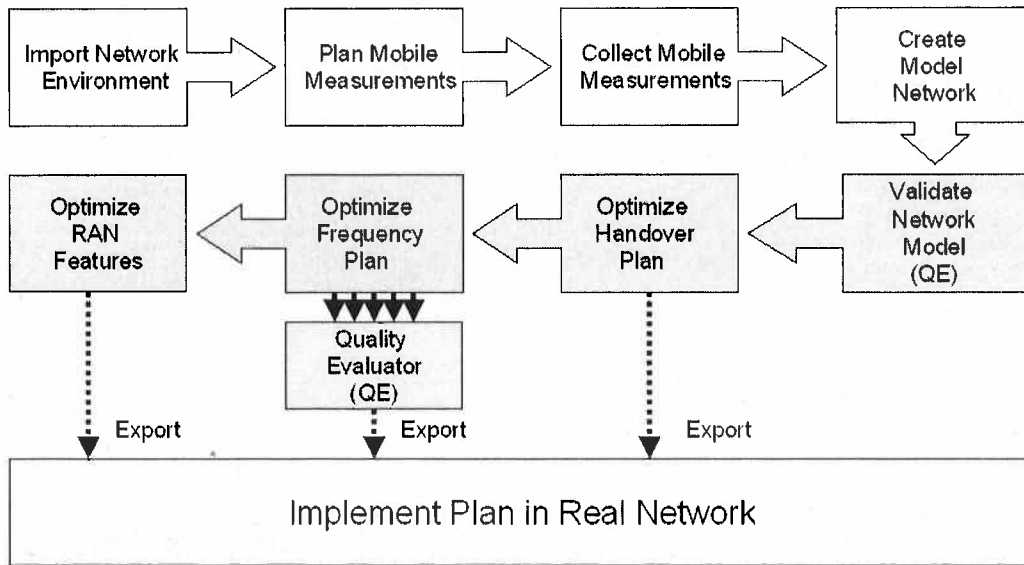 Import Network
Environment
Plan Mobile
Measurements
Collect Mobile
Measurements
Create
Model
Network
Optimize
RAN
Features
Optimize
Frequency
Plan
Optimize
Handover
Plan
Validate
Network
Model
(QE)
Quality
Evaluator
(QE)
Export
Export
Export
Implement Plan in Real Network